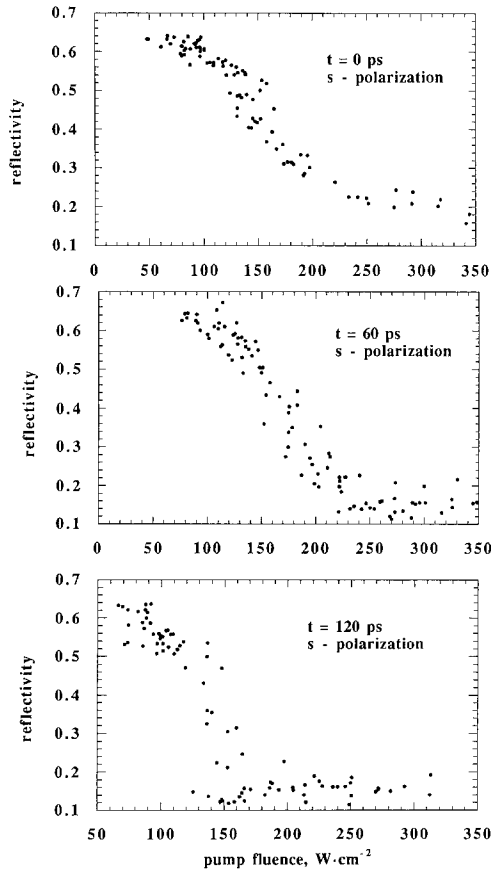 0.7
0.6
0.5
0.4
0.3
0.2
0.1
reflectivity
t = 0 ps
s - polarization
0 50 100 150 200 250 300 350
0.7
0.6
0.5
0.4
0.3
0.2
0.1
reflectivity
t = 60 ps
s - polarization
0 50 100 150 200 250 300 350
0.7
0.6
0.5
0.4
0.3
0.2
0.1
reflectivity
t = 120 ps
s - polarization
50 100 150 200 250 300 350
pump fluence, W·cm⁻²